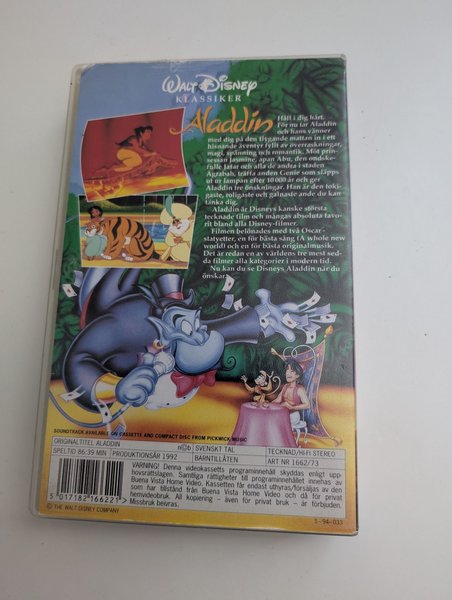 WALT DISNEY
KLASSIKER
Aladdin
Håll i dig hårt.
För nu tar Aladdin
och hans vänner
med dig på den flygande mattan in i ett
hisnande äventyr fyllt av överraskningar,
magi, spänning och romantik. Möt prin-
sessan Jasmine, apan Abu, den ondske-
fulle Jafar och alla de andra i staden
Agrabah, träffa anden Genie som släpps
ut ur lampan efter 10 000 år och ger
Aladdin tre önskningar. Han är den toki-
gaste, roligaste och galnaste ande du kan
tänka dig.
Aladdin är Disneys kanske största
tecknade film och mångas absoluta favo-
rit bland alla Disney-filmer.
Filmen belönades med två Oscar-
statyetter, en för bästa sång (A whole new
world) och en för bästa originalmusik.
Det är redan en av världens tre mest sed-
da filmer alla kategorier i modern tid.
Nu kan du se Disneys Aladdin när du
önskar.
SOUNDTRACK AVAILABLE ON CASSETTE AND COMPACT DISC FROM PICKWICK MUSIC
ORIGINALTITEL ALADDIN SVENSKT TAL TECKNAD/HI-FI STEREO
SPELTID 86:39 MIN PRODUKTIONSÅR 1992 BARNTILLÅTEN ART NR 1662/73
VARNING! Denna videokassetts programinnehåll skyddas enligt upp-
hovsrättslagen. Samtliga rättigheter till programinnehållet innehas av
Buena Vista Home Video. Kassetten får endast uthyras/försäljas av den
som har tillstånd från Buena Vista Home Video och då för privat
hemvideobruk. All kopiering – även för privat bruk – är förbjuden.
Missbruk beivras.
5 017182 166221 >
© THE WALT DISNEY COMPANY
1-94-033